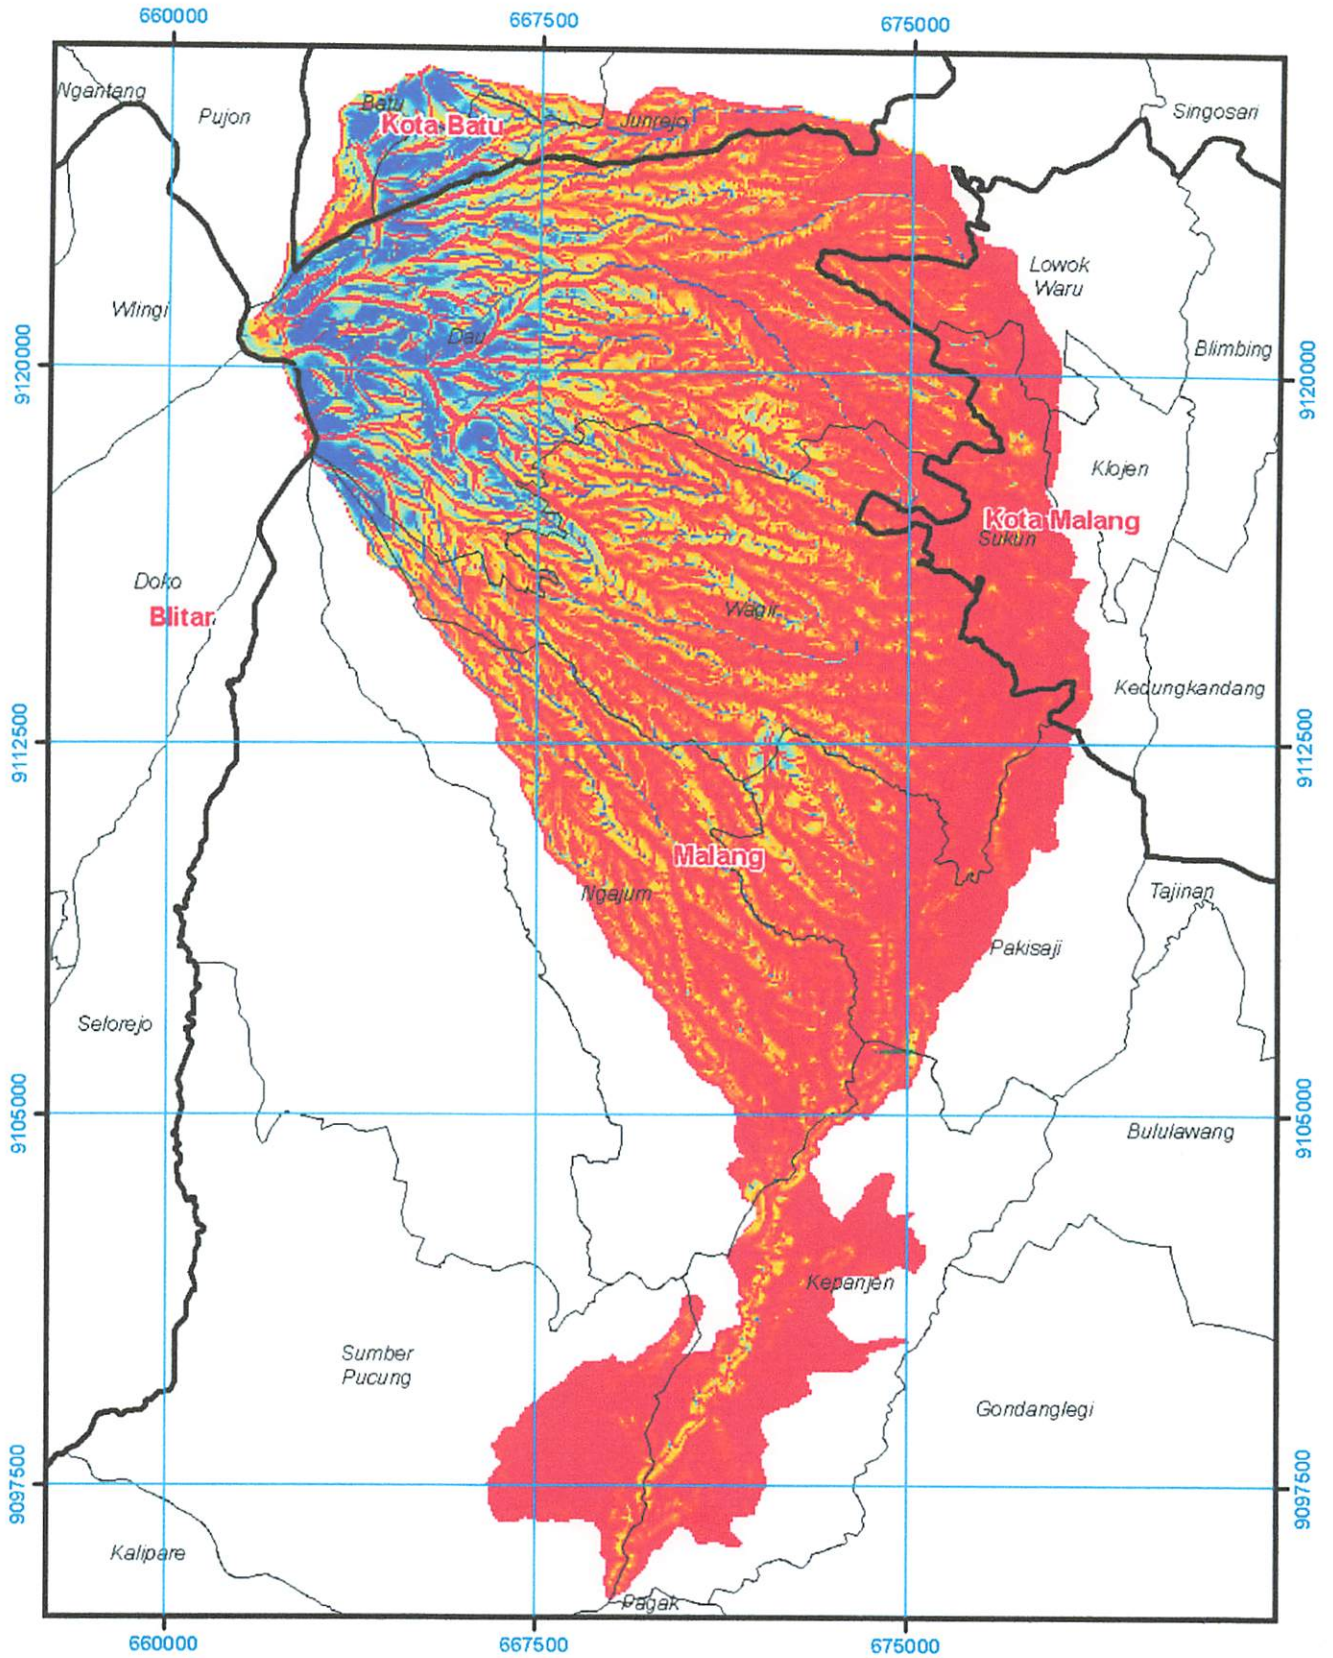 660000
667500
675000
Ngantang
Pujon
Batu
Kota Batu
Junrejo
Singosari
Lowok
Waru
Wlingi
Dau
Blimbing
9120000
9120000
Klojen
Kota Malang
Sukun
Doko
Blitar
Wagir
Kedungkandang
9112500
9112500
Malang
Ngajum
Tajinan
Pakisaji
Selorejo
9105000
9105000
Bululawang
Kepanjen
Sumber
Pucung
Gondanglegi
9097500
9097500
Kalipare
Pagak
660000
667500
675000